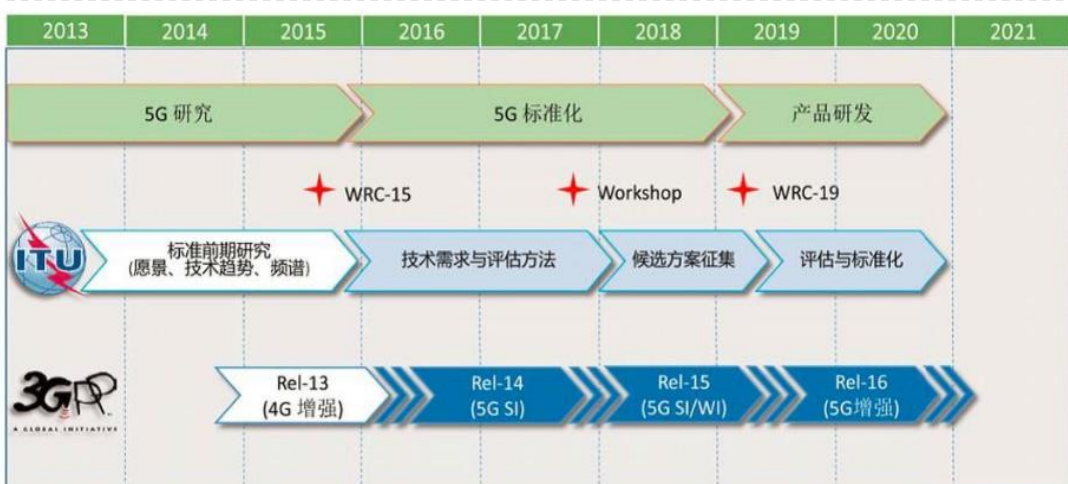 2013 2014 2015 2016 2017 2018 2019 2020 2021
5G 研究 5G 标准化 产品研发
WRC-15 Workshop WRC-19
ITU
标准前期研究
(愿景、技术趋势、频谱)
技术需求与评估方法 候选方案征集 评估与标准化
3GPP
A GLOBAL INITIATIVE
Rel-13
(4G 增强)
Rel-14
(5G SI)
Rel-15
(5G SI/WI)
Rel-16
(5G增强)